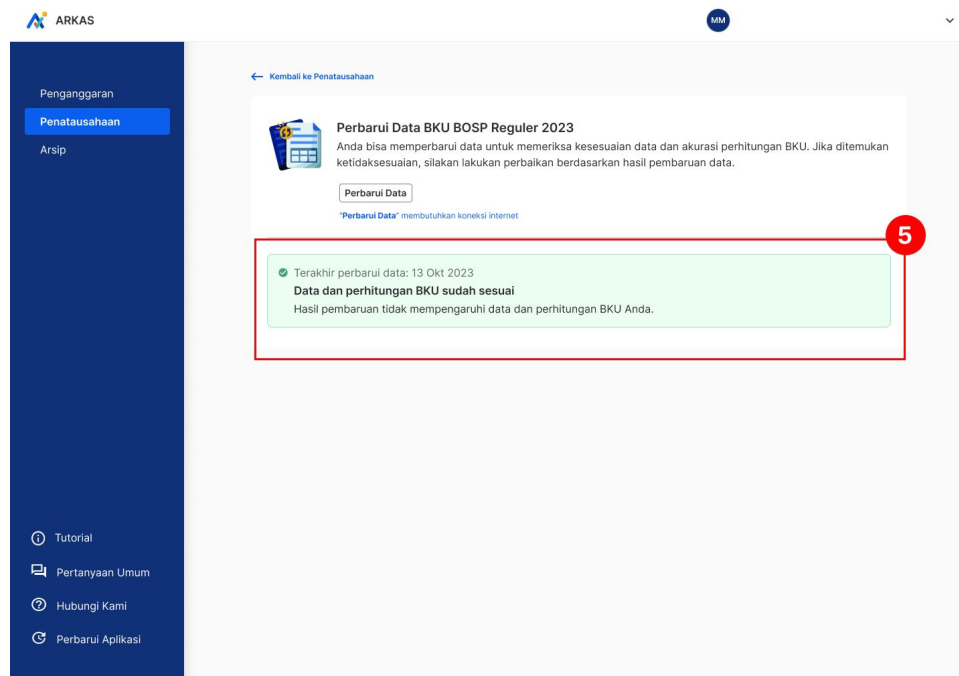 ARKAS
MM
Penganggaran
Penatausahaan
Arsip
Kembali ke Penatausahaan
Perbarui Data BKU BOSP Reguler 2023
Anda bisa memperbarui data untuk memeriksa kesesuaian data dan akurasi perhitungan BKU. Jika ditemukan
ketidaksesuaian, silakan lakukan perbaikan berdasarkan hasil pembaruan data.
Perbarui Data
"Perbarui Data" membutuhkan koneksi internet
5
Terakhir perbarui data: 13 Okt 2023
Data dan perhitungan BKU sudah sesuai
Hasil pembaruan tidak mempengaruhi data dan perhitungan BKU Anda.
Tutorial
Pertanyaan Umum
Hubungi Kami
Perbarui Aplikasi